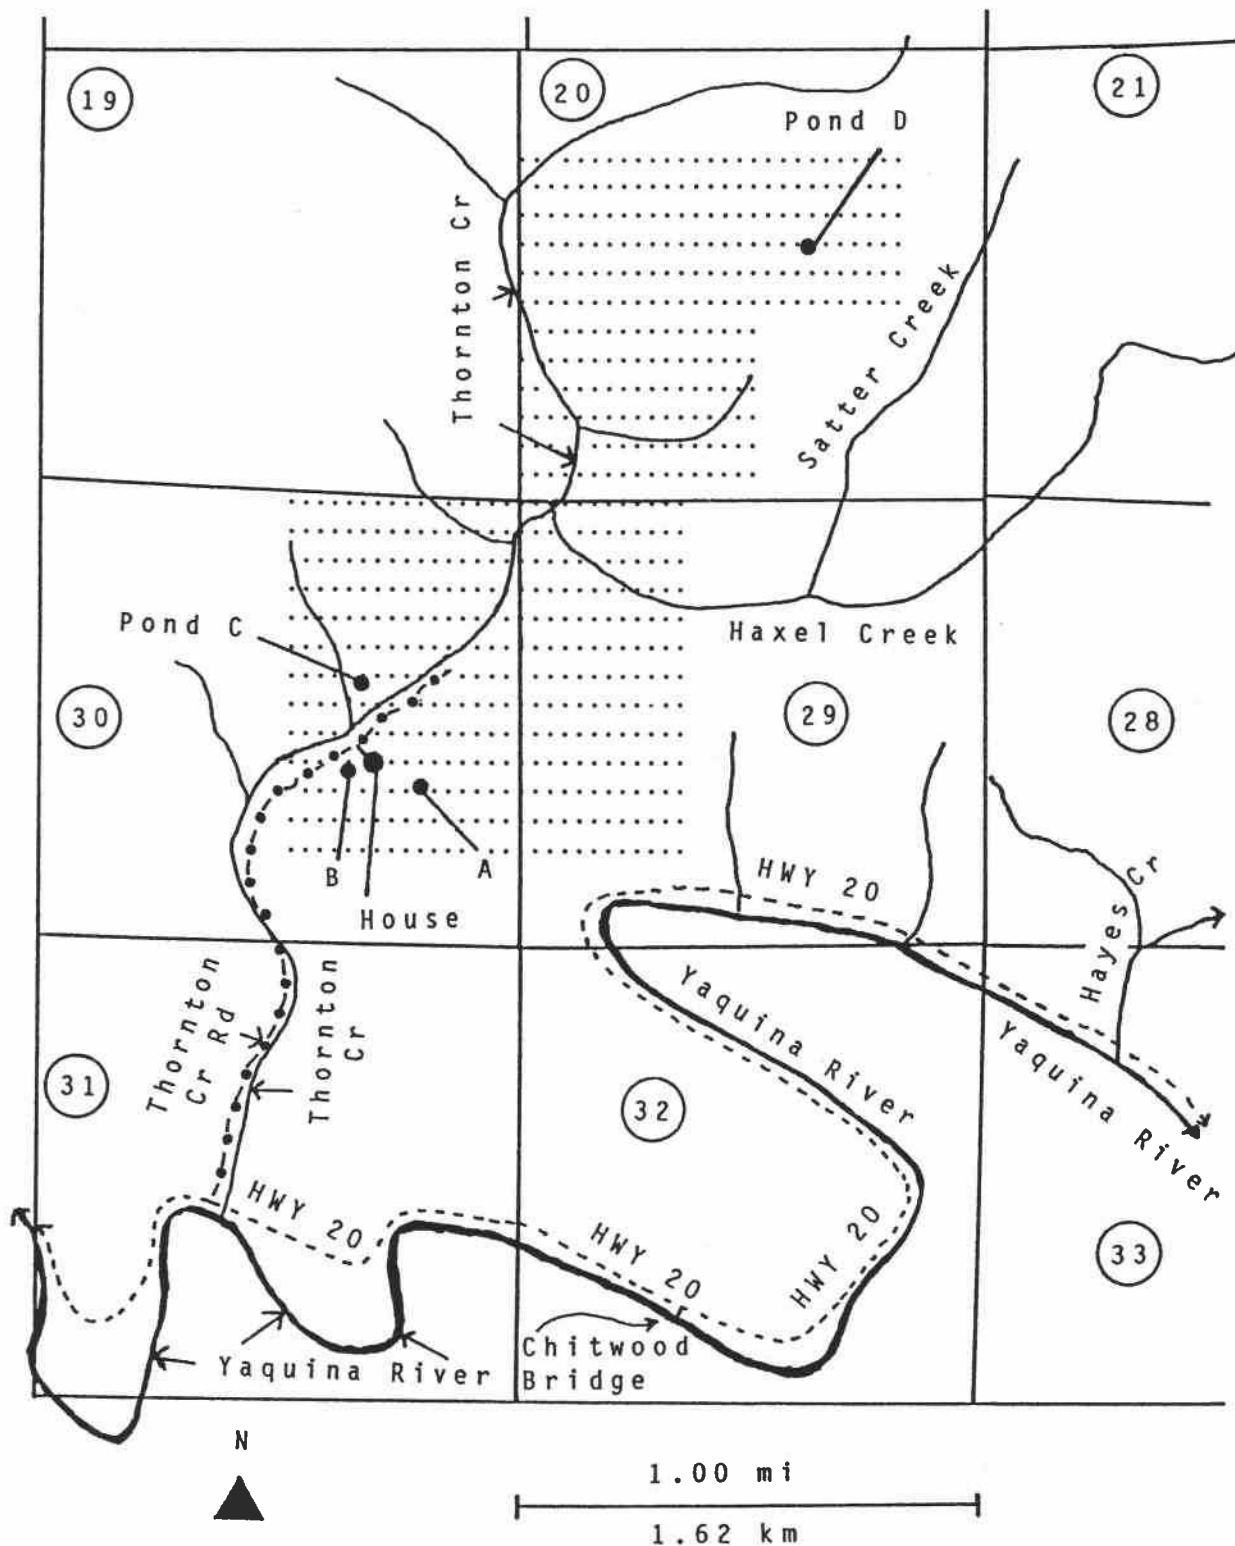 19
20
21
Pond D
Thornton Cr
Satter Creek
Pond C
Haxel Creek
30
29
28
B
A
House
HWY 20
Hayes Cr
Thornton
Cr Rd
Thornton
Cr
Yaquina River
Yaquina River
31
32
HWY 20
HWY 20
HWY 20
33
Chitwood
Bridge
Yaquina River
N
1.00 mi
1.62 km